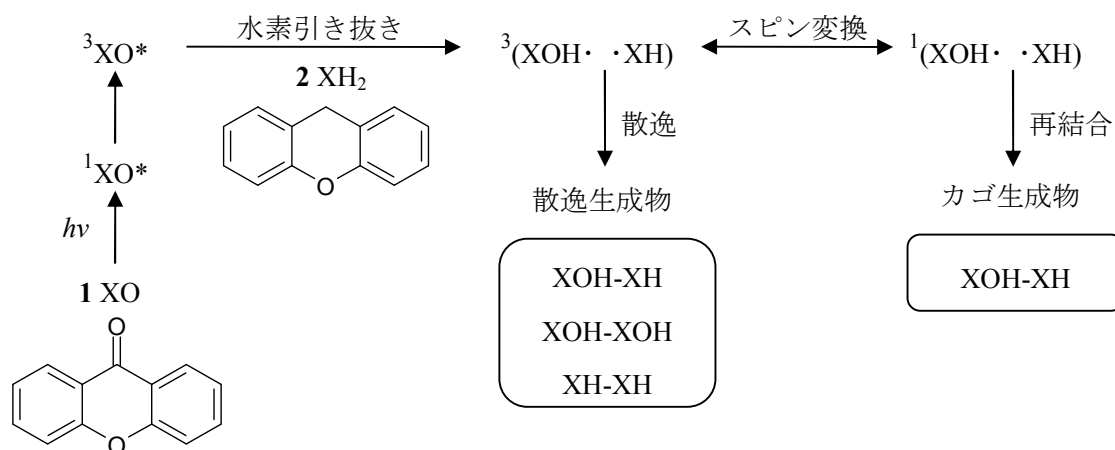 ³XO*
水素引き抜き
2 XH₂
³(XOH· ·XH)
スピン変換
¹(XOH· ·XH)
¹XO*
hν
1 XO
O
O
O
散逸
散逸生成物
XOH-XH
XOH-XOH
XH-XH
再結合
カゴ生成物
XOH-XH